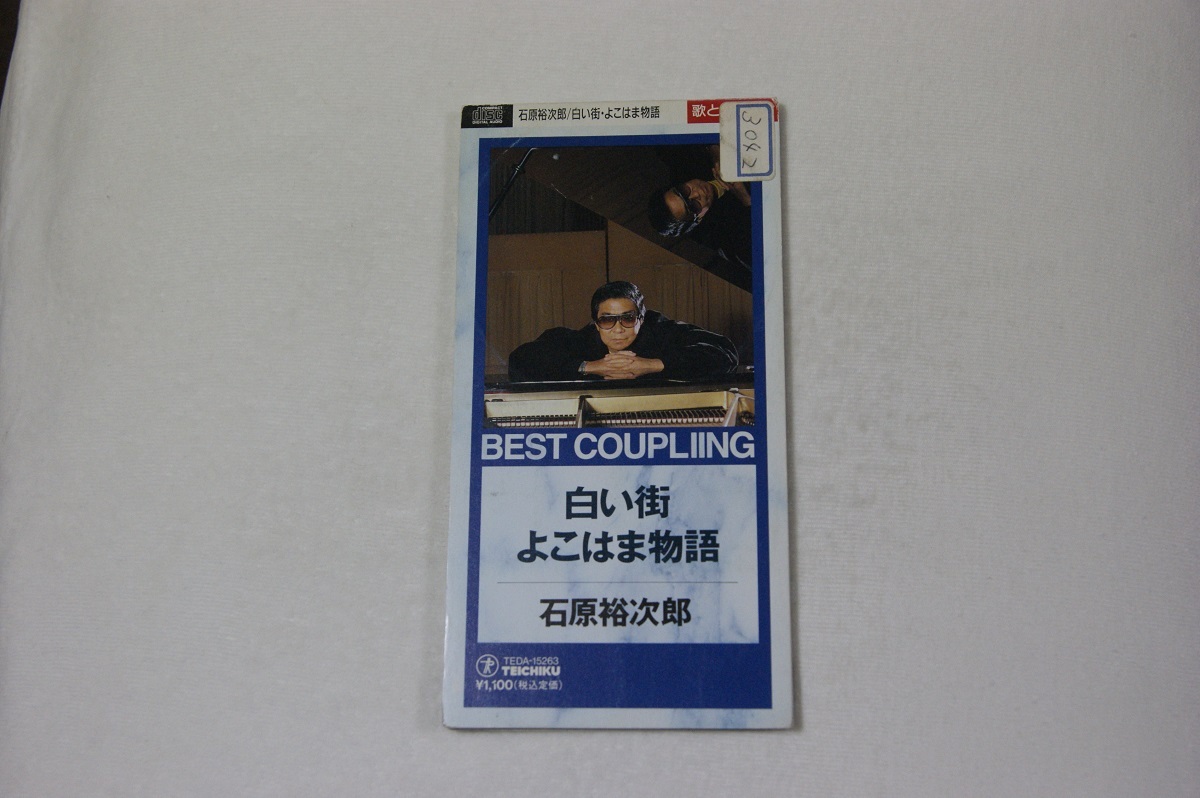 COMPACT
disc
DIGITAL AUDIO
石原裕次郎/白い街・よこはま物語
歌と
3042
BEST COUPLIING
白い街
よこはま物語
石原裕次郎
TEDA-15263
TEICHIKU
¥1,100(税込定価)